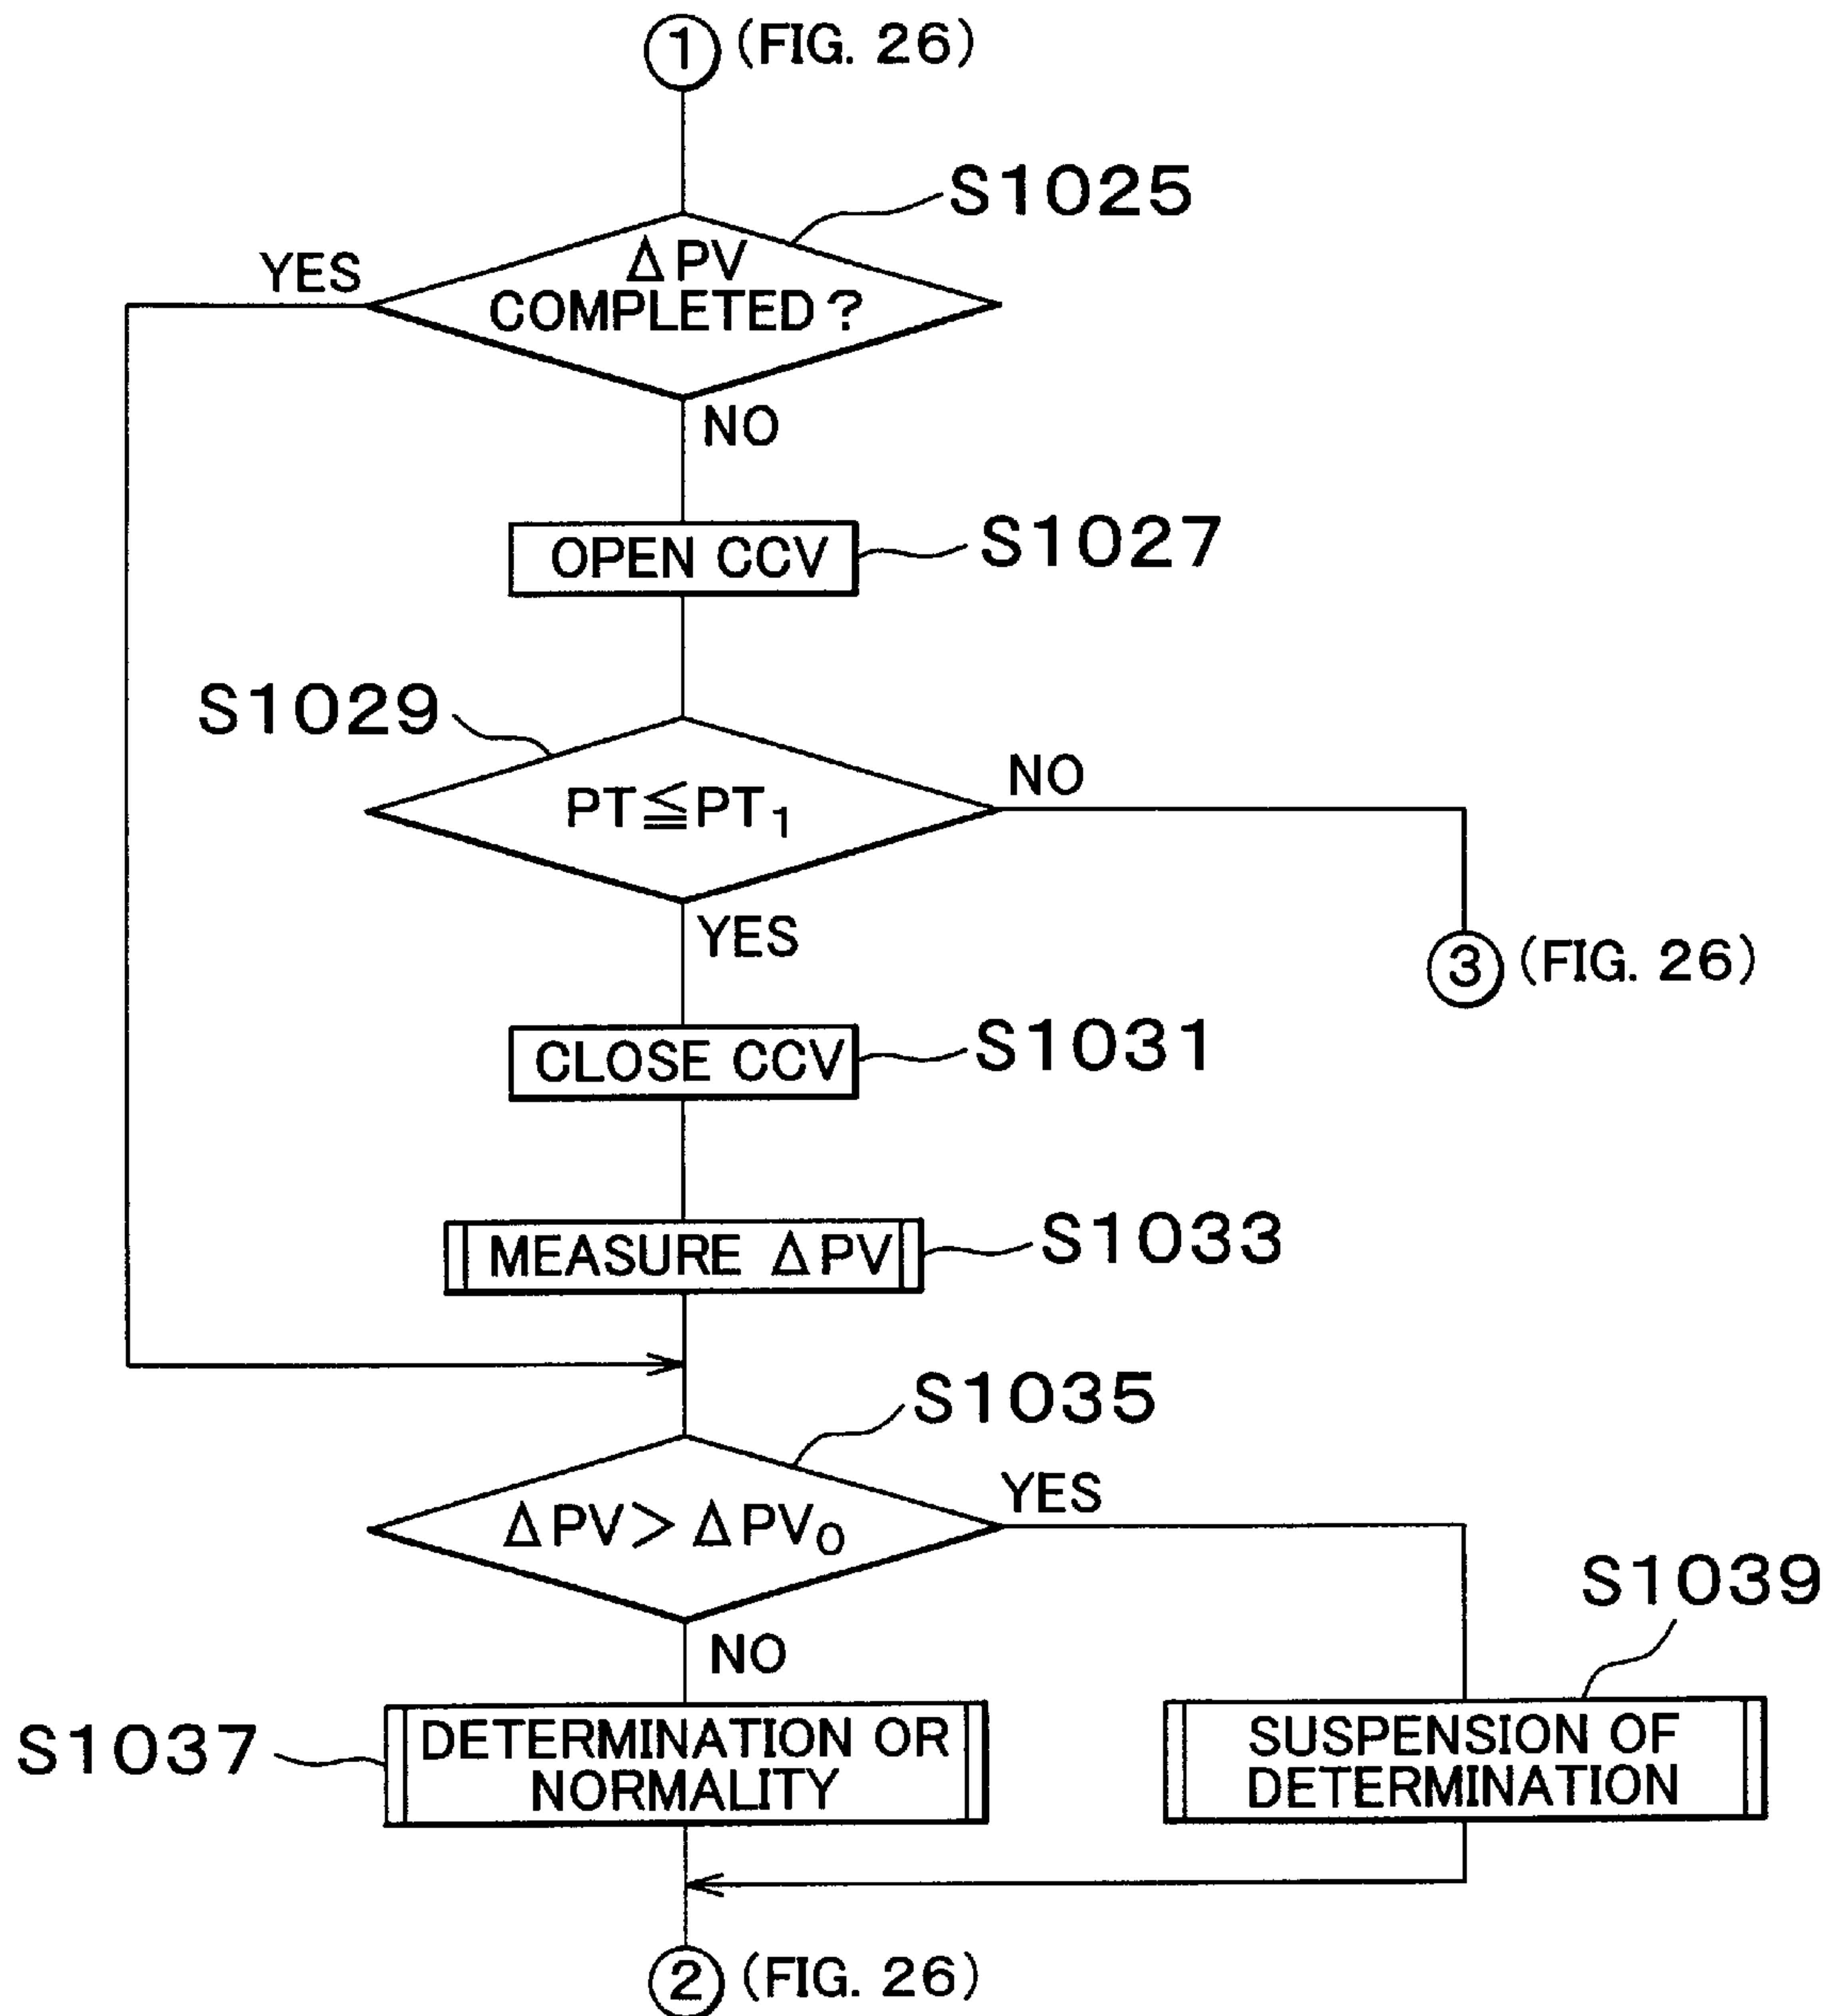 ① (FIG. 26)
S1025
YES
ΔPV
COMPLETED?
NO
OPEN CCV
S1027
S1029
PT≦PT₁
NO
YES
③ (FIG. 26)
CLOSE CCV
S1031
MEASURE ΔPV
S1033
S1035
ΔPV > ΔPV₀
YES
NO
S1039
S1037
DETERMINATION OR
NORMALITY
SUSPENSION OF
DETERMINATION
② (FIG. 26)